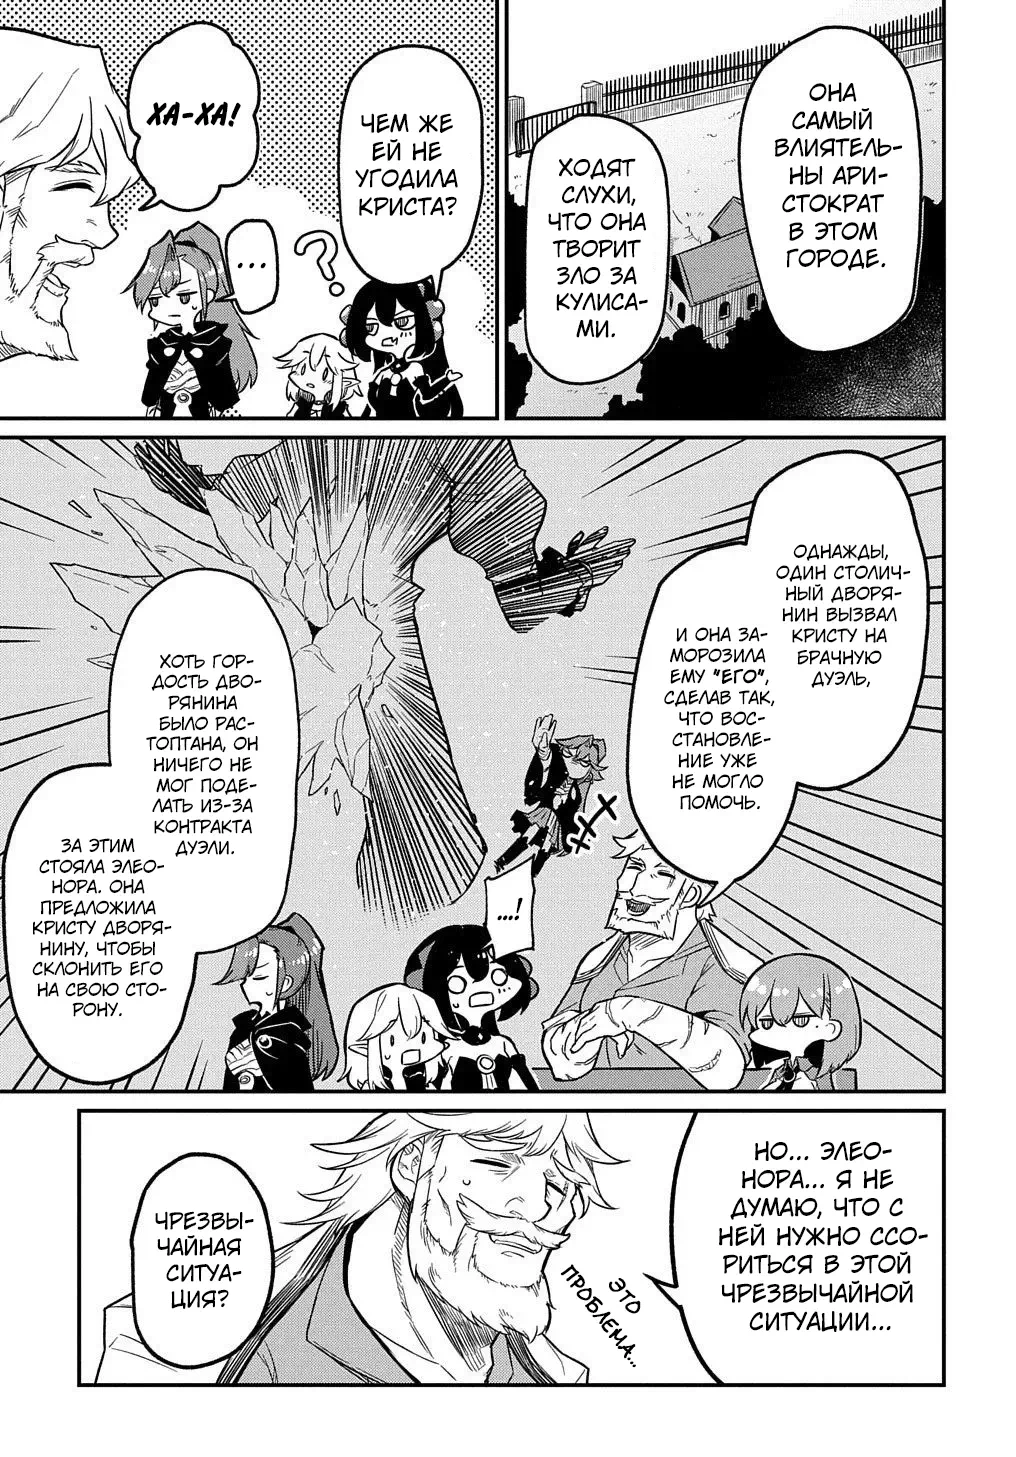 ОНА
САМЫЙ
ВЛИЯТЕЛЬ-
НЫ АРИ-
СТОКРАТ
В ЭТОМ
ГОРОДЕ.
ХОДЯТ
СЛУХИ,
ЧТО ОНА
ТВОРИТ
ЗЛО ЗА
КУЛИСА-
МИ.
ЧЕМ ЖЕ
ЕЙ НЕ
УГОДИЛА
КРИСТА?
?
...
ХА-ХА!
ОДНАЖДЫ,
ОДИН СТОЛИЧ-
НЫЙ ДВОРЯ-
НИН ВЫЗВАЛ
КРИСТУ НА
БРАЧНУЮ
ДУЭЛЬ,
И ОНА ЗА-
МОРОЗИЛА
ЕМУ "ЕГО",
СДЕЛАВ ТАК,
ЧТО ВОС-
СТАНОВЛЕ-
НИЕ УЖЕ
НЕ МОГЛО
ПОМОЧЬ.
...!
ХОТЬ ГОР-
ДОСТЬ ДВО-
РЯНИНА
БЫЛО РАС-
ТОПТАНА, ОН
НИЧЕГО НЕ
МОГ ПОДЕ-
ЛАТЬ ИЗ-ЗА
КОНТРАКТА
ДУЭЛИ.
ЗА ЭТИМ
СТОЯЛА ЭЛЕО-
НОРА. ОНА
ПРЕДЛОЖИЛА
КРИСТУ ДВОРЯ-
НИНУ, ЧТОБЫ
СКЛОНИТЬ ЕГО
НА СВОЮ СТО-
РОНУ.
НО... ЭЛЕО-
НОРА... Я НЕ
ДУМАЮ, ЧТО С
НЕЙ НУЖНО ССО-
РИТЬСЯ В ЭТОЙ
ЧРЕЗВЫЧАЙНОЙ
СИТУАЦИИ...
ЭТО
ПРОБЛЕМА...
ЧРЕЗВЫ-
ЧАЙНАЯ
СИТУА-
ЦИЯ?